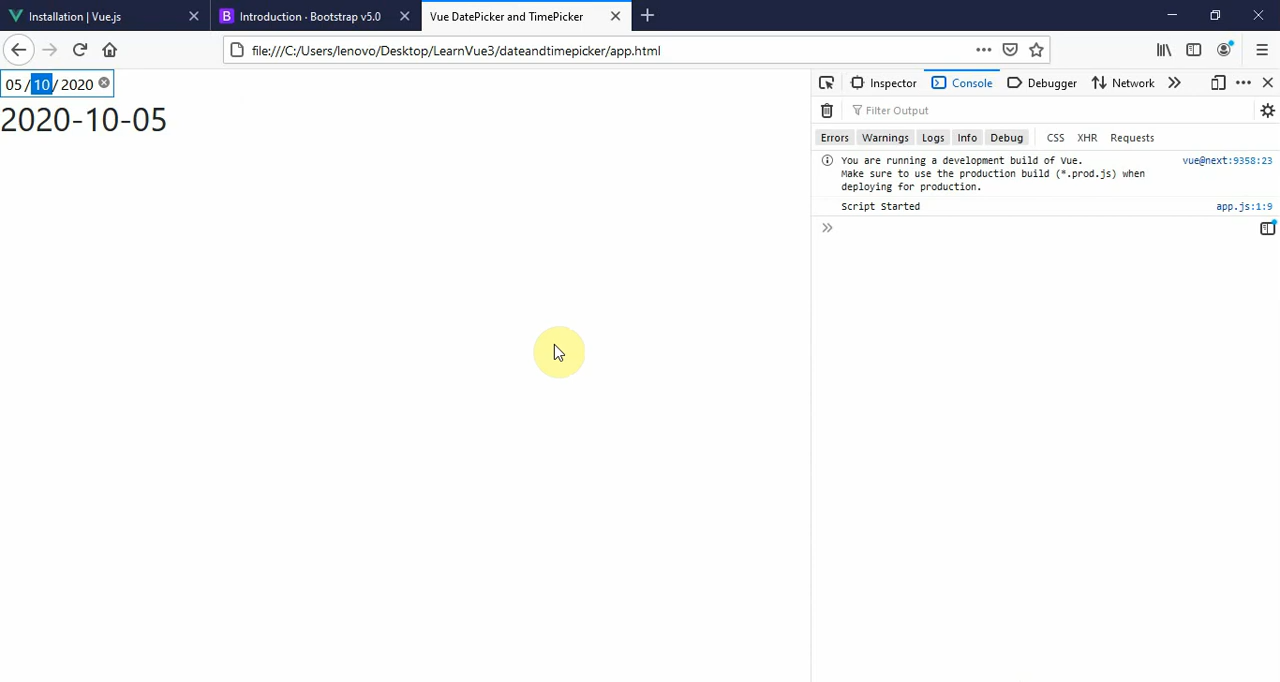 Installation | Vue.js
B Introduction · Bootstrap v5.0
Vue DatePicker and TimePicker
file:///C:/Users/lenovo/Desktop/LearnVue3/dateandtimepicker/app.html
05 / 10 / 2020
2020-10-05
Inspector Console Debugger Network
Filter Output
Errors Warnings Logs Info Debug CSS XHR Requests
You are running a development build of Vue. vue@next:9358:23
Make sure to use the production build (*.prod.js) when
deploying for production.
Script Started app.js:1:9